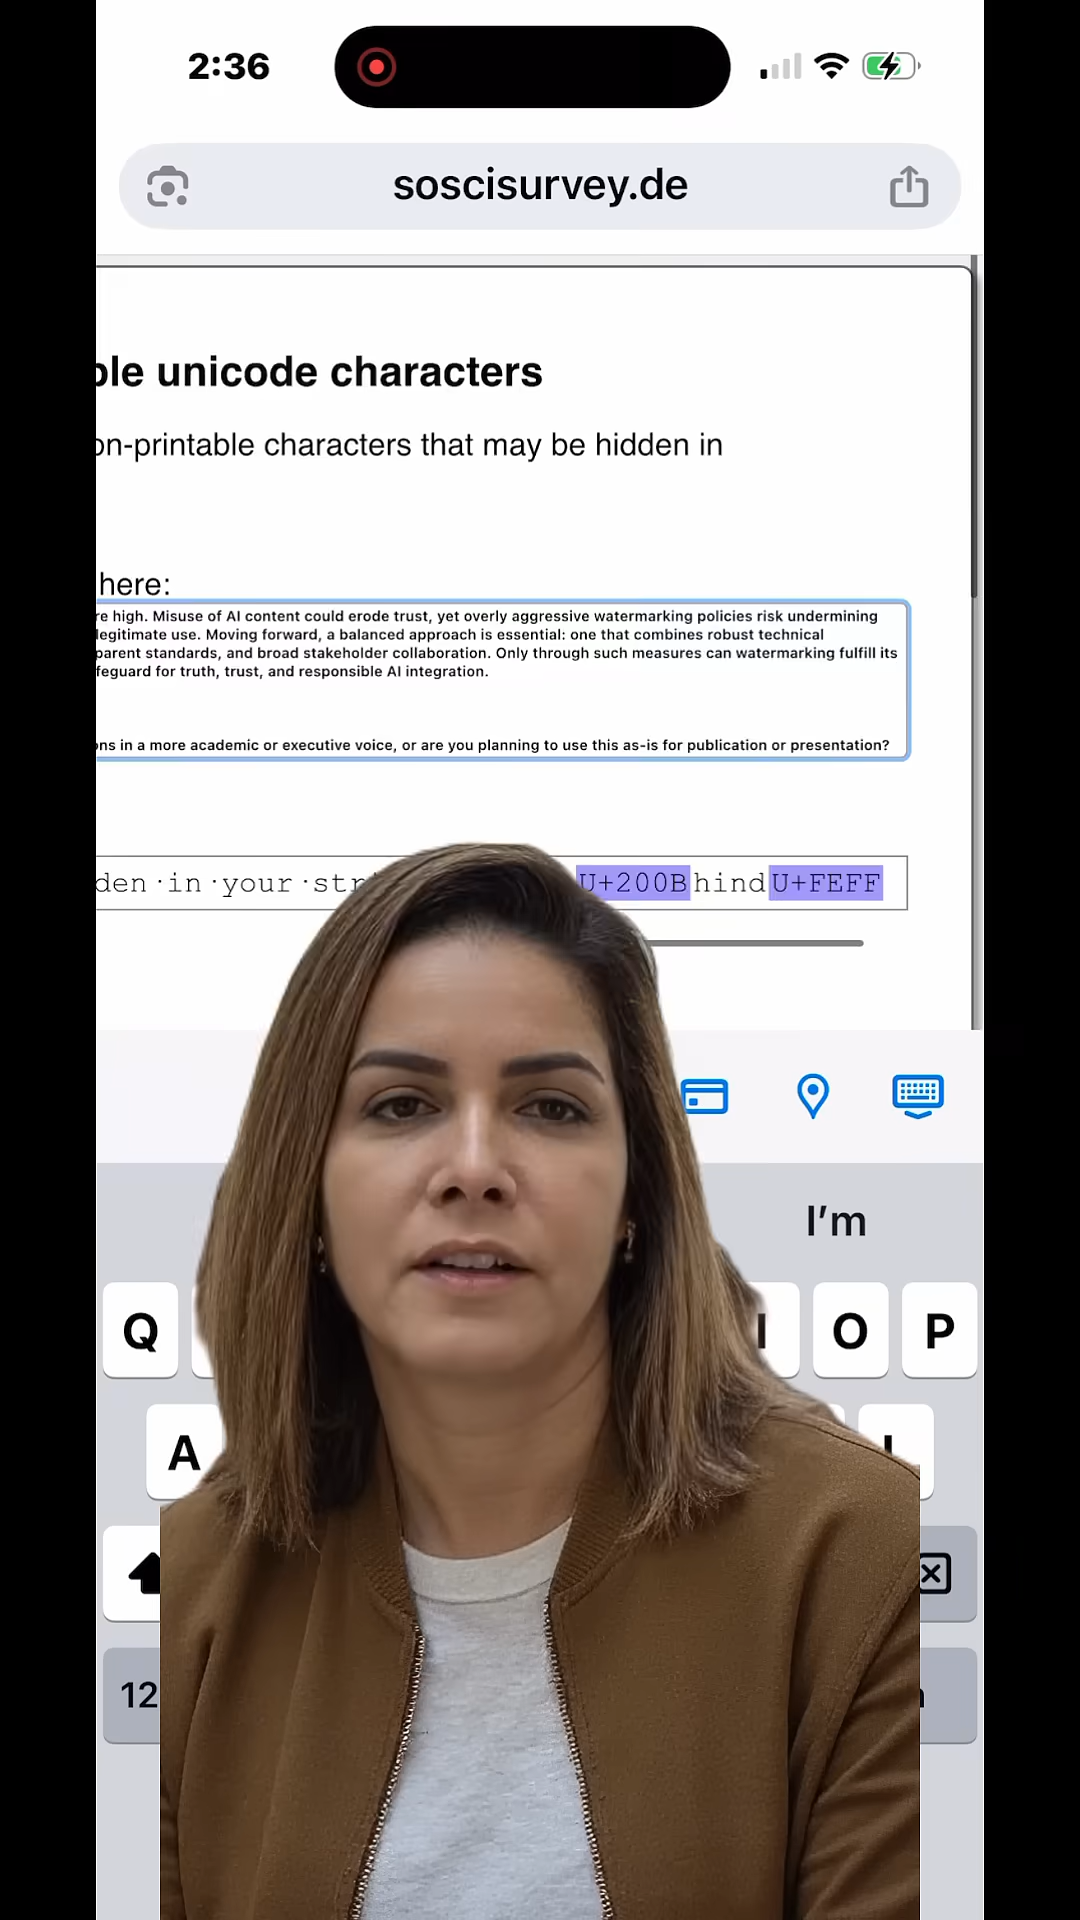 2:36
soscisurvey.de
ble unicode characters
on-printable characters that may be hidden in
here:
re high. Misuse of AI content could erode trust, yet overly aggressive watermarking policies risk undermining
legitimate use. Moving forward, a balanced approach is essential: one that combines robust technical
parent standards, and broad stakeholder collaboration. Only through such measures can watermarking fulfill its
feguard for truth, trust, and responsible AI integration.
ons in a more academic or executive voice, or are you planning to use this as-is for publication or presentation?
den·in·your·str U+200BhindU+FEFF
I'm
Q I O P
A L
12